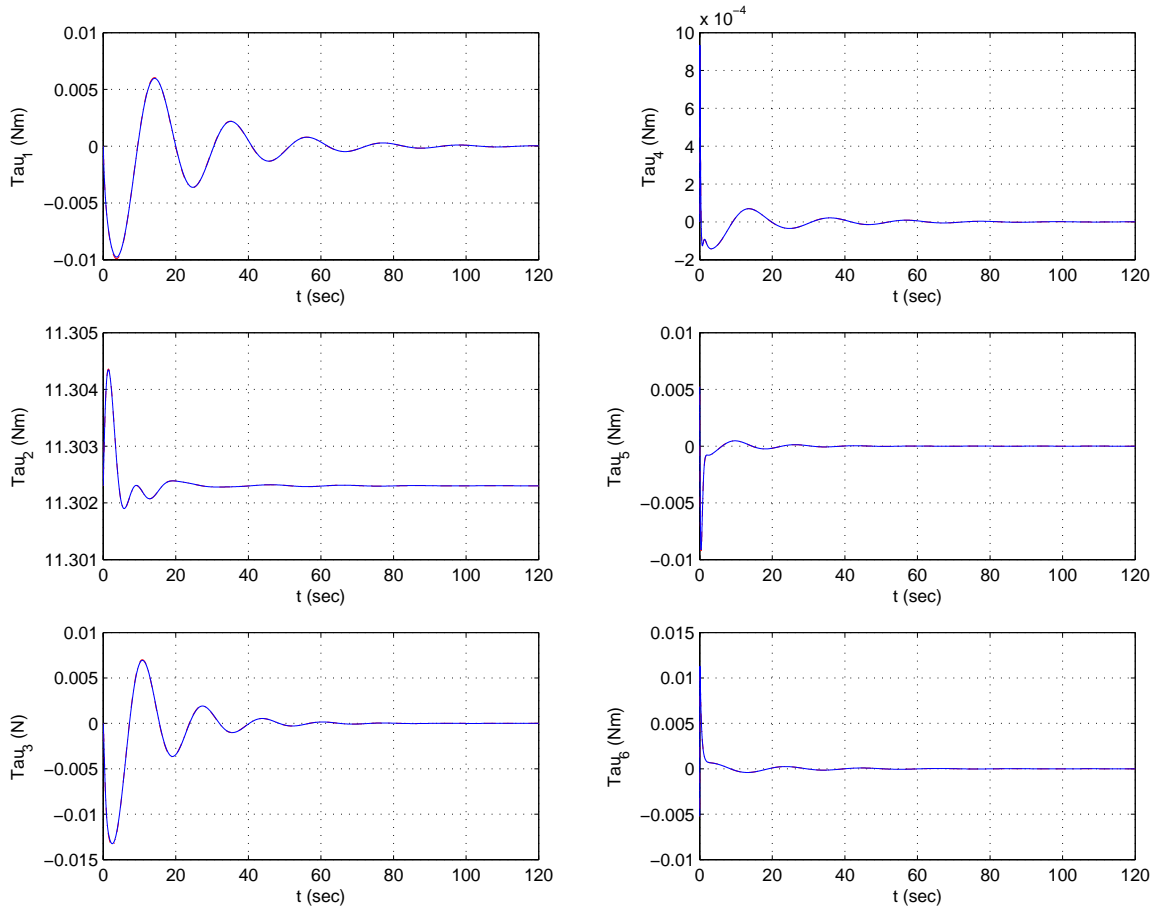 0.01
0.005
0
−0.005
−0.01
Tau1 (Nm)
0 20 40 60 80 100 120
t (sec)
x 10−4
10
8
6
4
2
0
−2
Tau4 (Nm)
0 20 40 60 80 100 120
t (sec)
11.305
11.304
11.303
11.302
11.301
Tau2 (Nm)
0 20 40 60 80 100 120
t (sec)
0.01
0.005
0
−0.005
−0.01
Tau5 (Nm)
0 20 40 60 80 100 120
t (sec)
0.01
0.005
0
−0.005
−0.01
−0.015
Tau3 (N)
0 20 40 60 80 100 120
t (sec)
0.015
0.01
0.005
0
−0.005
−0.01
Tau6 (Nm)
0 20 40 60 80 100 120
t (sec)